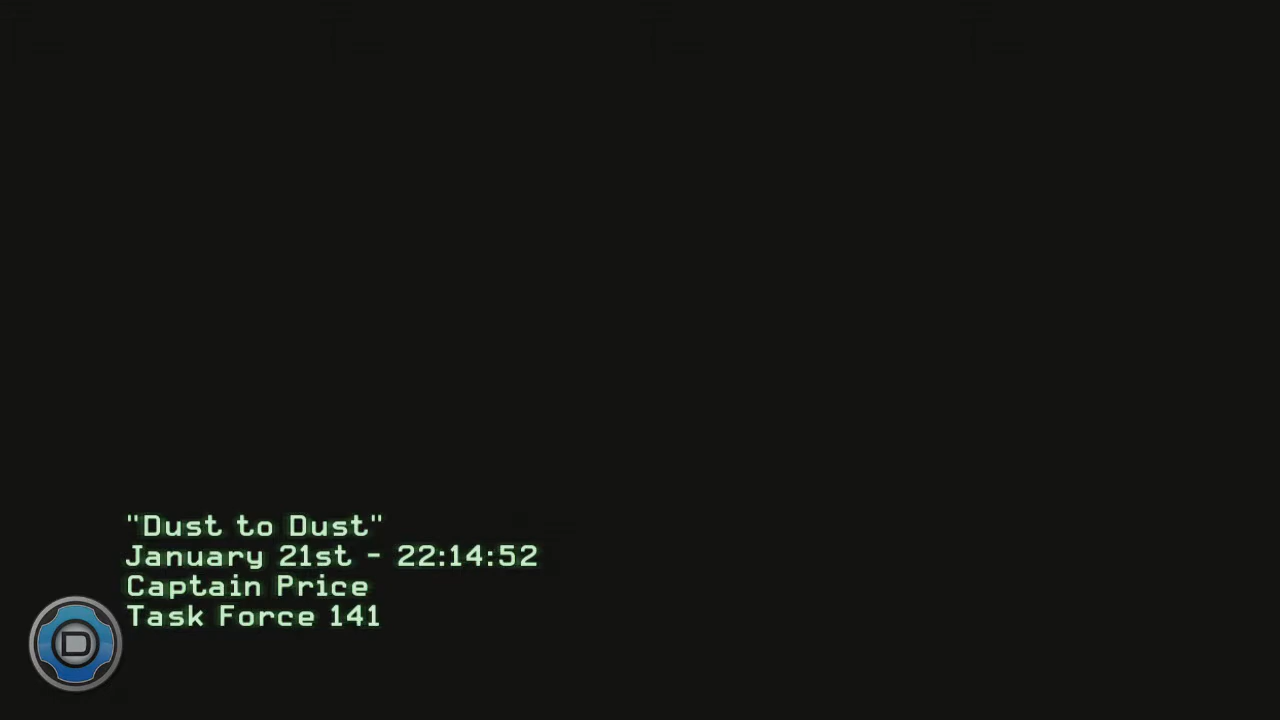 "Dust to Dust"
January 21st - 22:14:52
Captain Price
Task Force 141
D